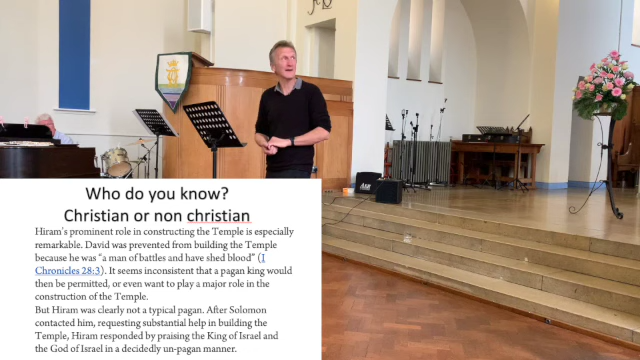 Who do you know?
Christian or non christian
Hiram's prominent role in constructing the Temple is especially
remarkable. David was prevented from building the Temple
because he was "a man of battles and have shed blood" (I
Chronicles 28:3). It seems inconsistent that a pagan king would
then be permitted, or even want to play a major role in the
construction of the Temple.
But Hiram was clearly not a typical pagan. After Solomon
contacted him, requesting substantial help in building the
Temple, Hiram responded by praising the King of Israel and
the God of Israel in a decidedly un-pagan manner.